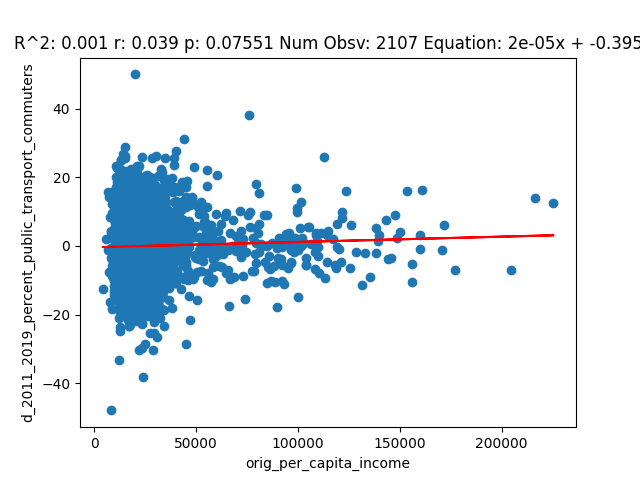 R^2: 0.001 r: 0.039 p: 0.07551 Num Obsv: 2107 Equation: 2e-05x + -0.395
d_2011_2019_percent_public_transport_commuters
40
20
0
−20
−40
0 50000 100000 150000 200000
orig_per_capita_income